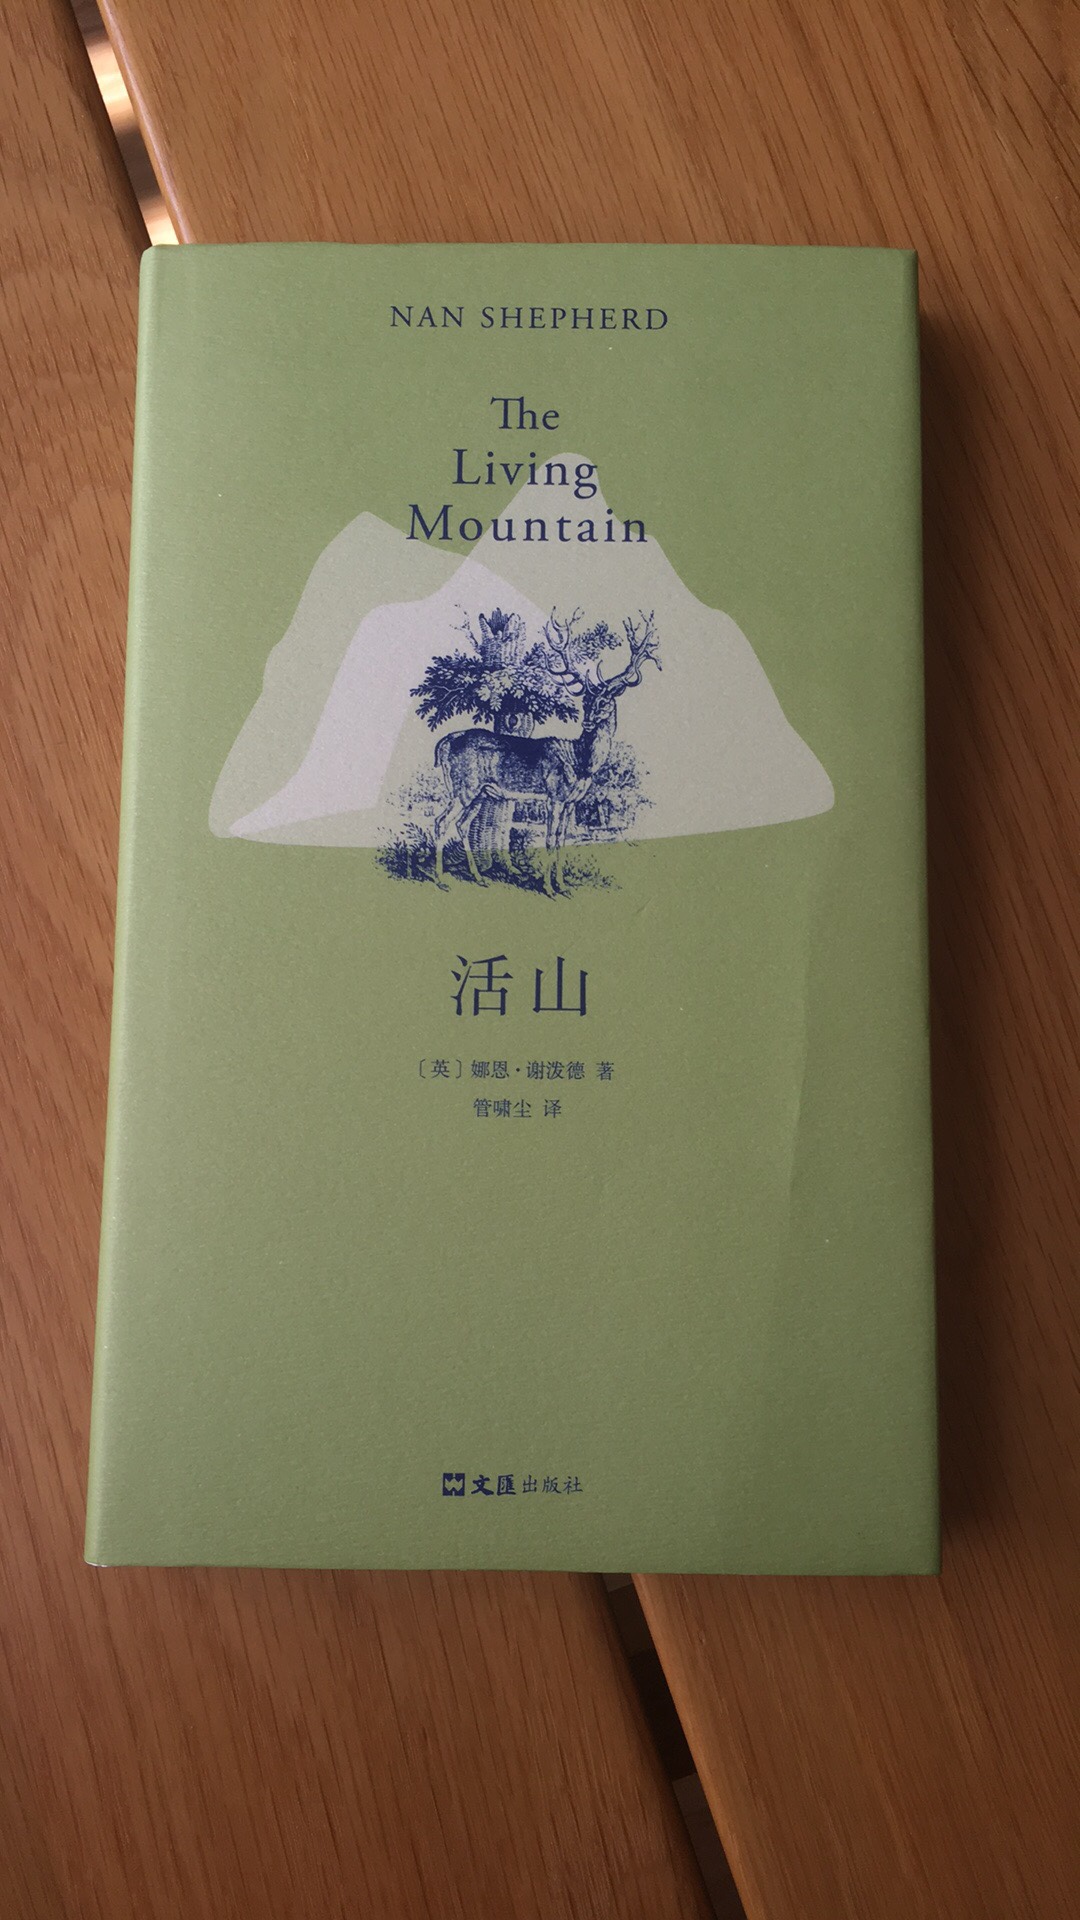 NAN SHEPHERD
The
Living
Mountain
活山
〔英〕娜恩·谢泼德 著
管啸尘 译
文匯出版社